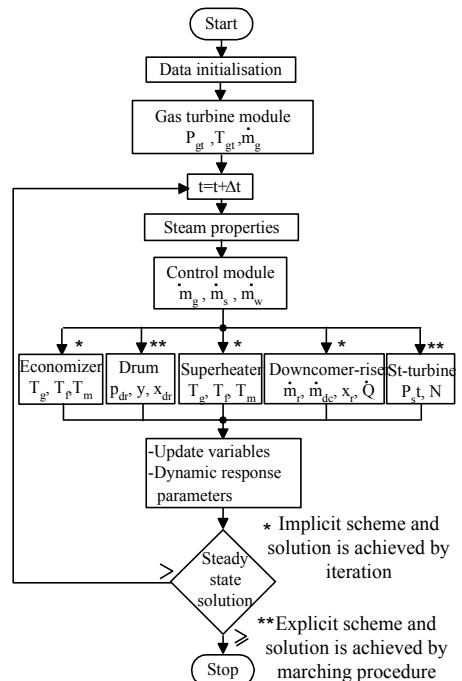 Start
Data initialisation
Gas turbine module
P_gt ,T_gt,ṁ_g
t=t+Δt
Steam properties
Control module
ṁ_g , ṁ_s , ṁ_w
*
**
*
*
**
Economizer
T_g, T_f,T_m
Drum
p_dr, y, x_dr
Superheater
T_g, T_f, T_m
Downcomer-rise
ṁ_r, ṁ_dc, x_r, Q̇
St-turbine
P_st, N
-Update variables
-Dynamic response
parameters
* Implicit scheme and
solution is achieved by
iteration
Steady
state
solution
>
**Explicit scheme and
solution is achieved by
marching procedure
⩾
Stop